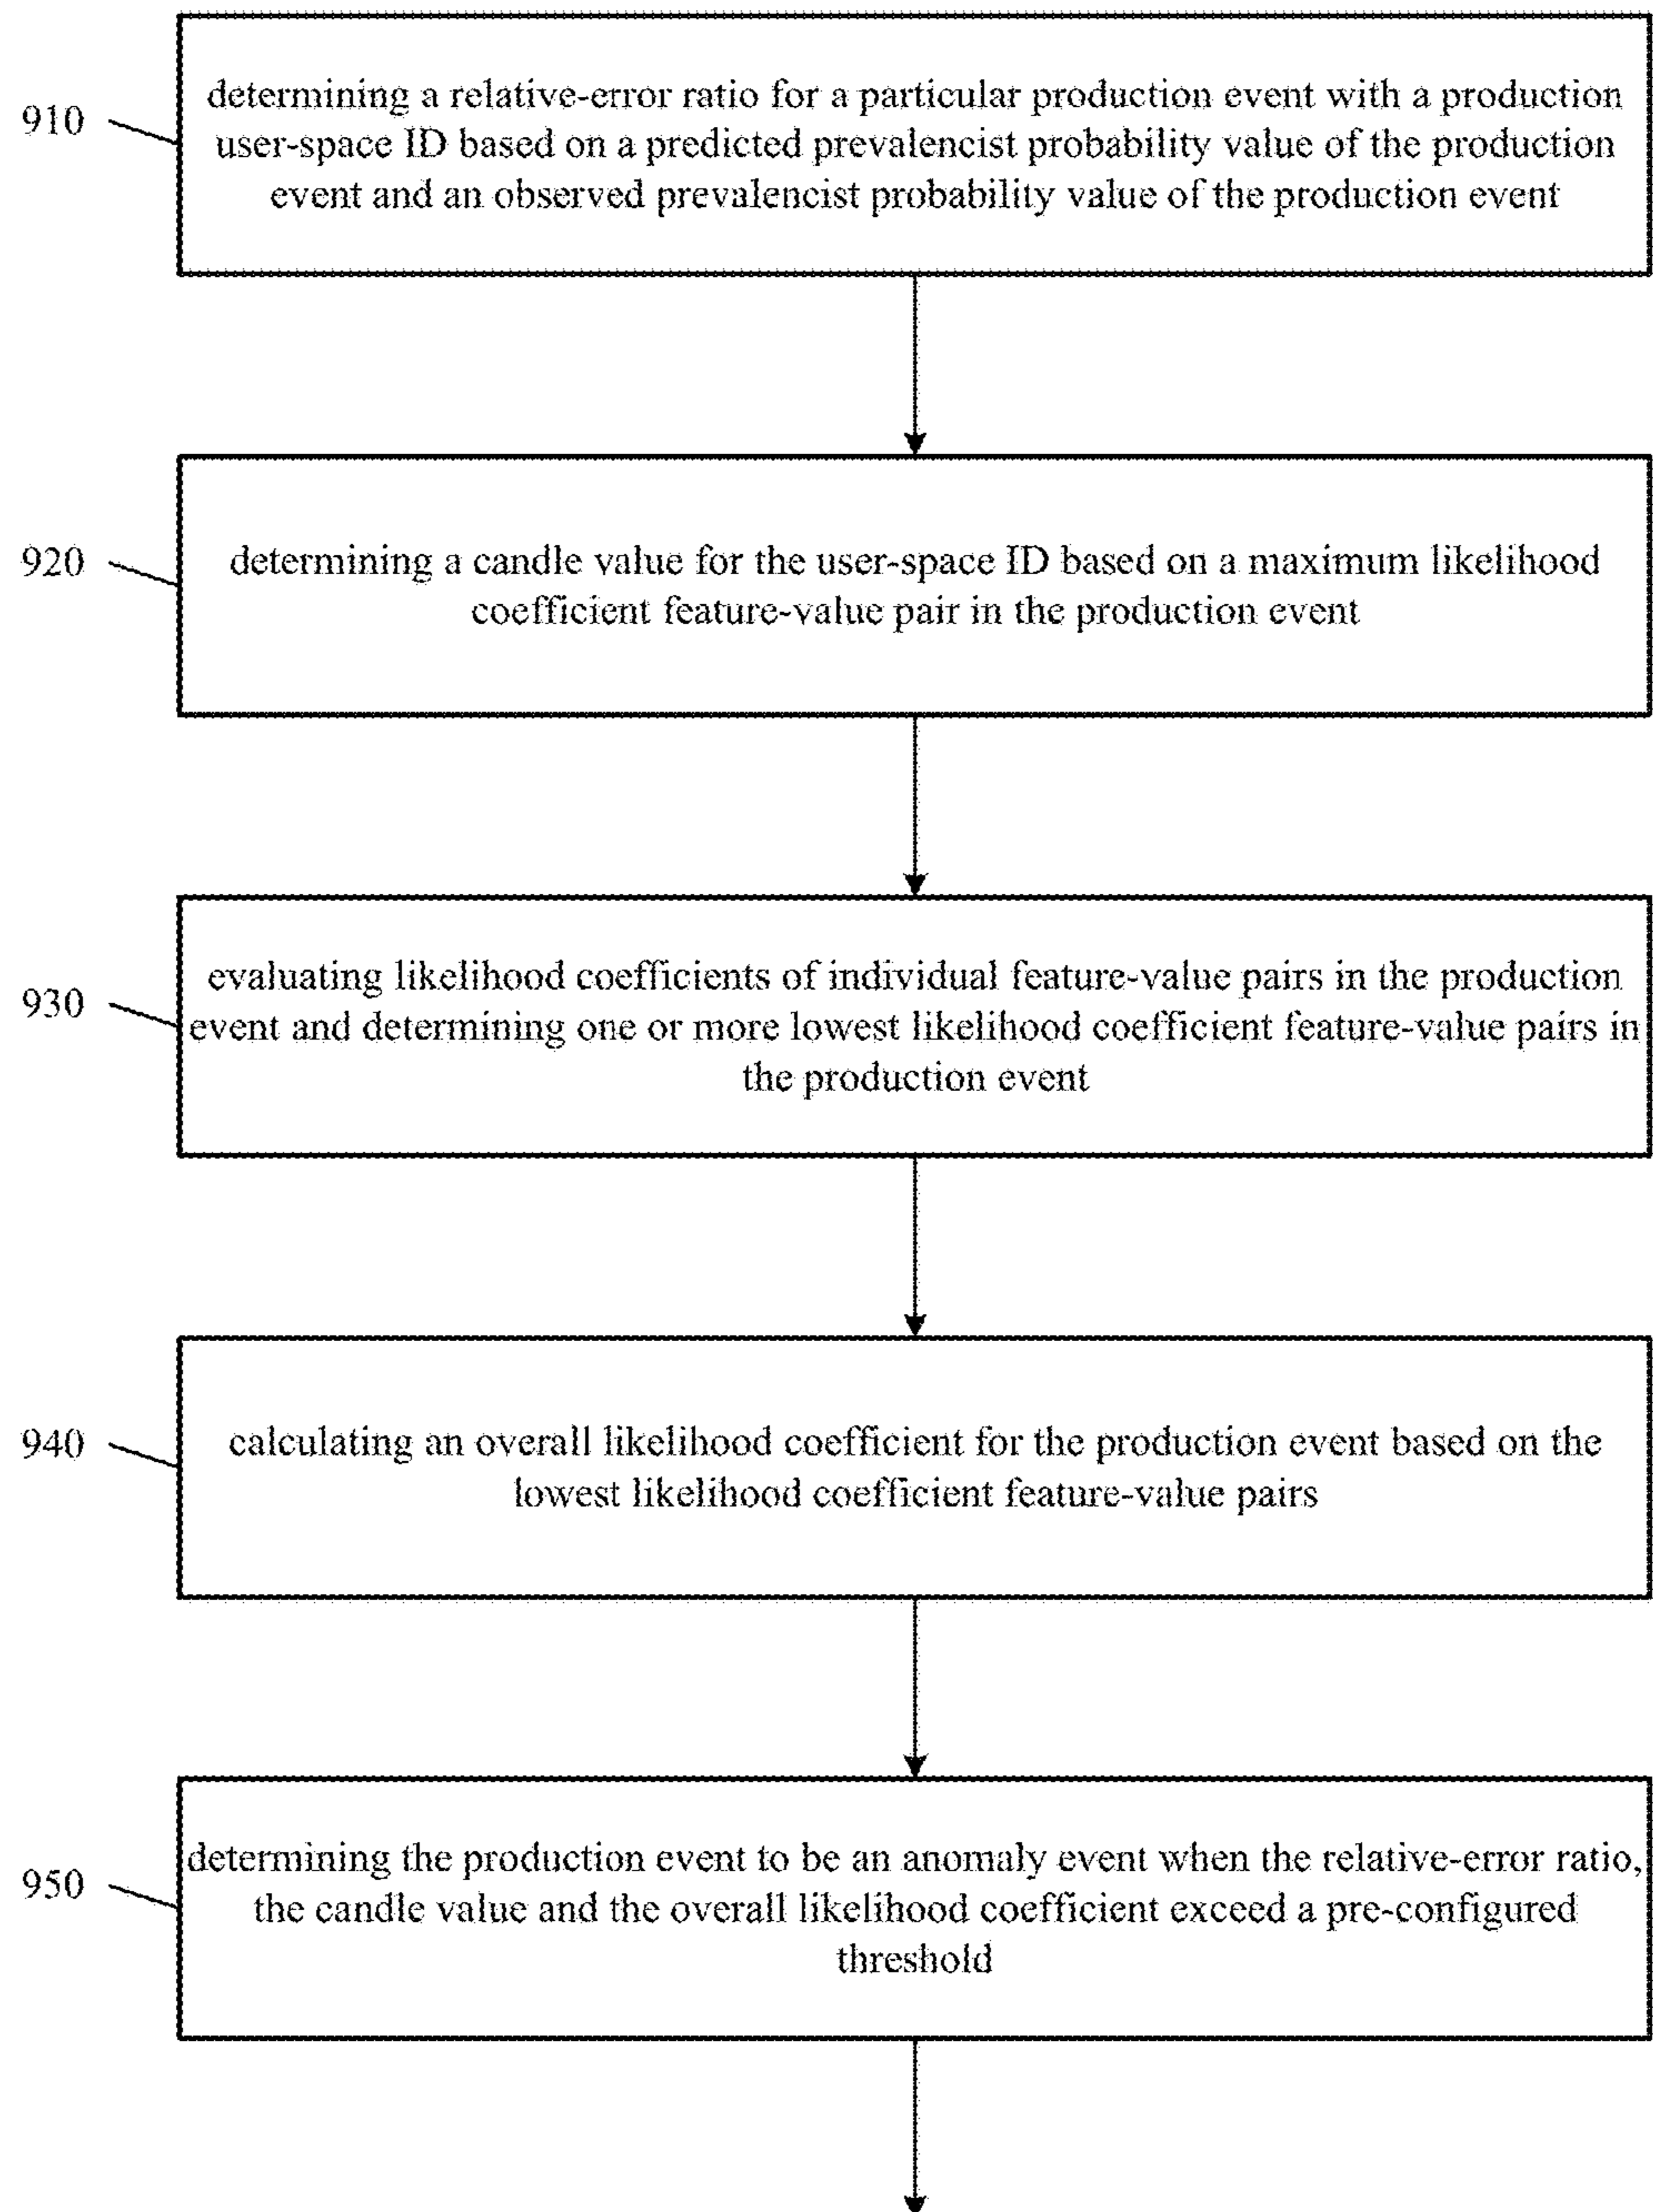 910
determining a relative-error ratio for a particular production event with a production
user-space ID based on a predicted prevalencist probability value of the production
event and an observed prevalencist probability value of the production event
920
determining a candle value for the user-space ID based on a maximum likelihood
coefficient feature-value pair in the production event
930
evaluating likelihood coefficients of individual feature-value pairs in the production
event and determining one or more lowest likelihood coefficient feature-value pairs in
the production event
940
calculating an overall likelihood coefficient for the production event based on the
lowest likelihood coefficient feature-value pairs
950
determining the production event to be an anomaly event when the relative-error ratio,
the candle value and the overall likelihood coefficient exceed a pre-configured
threshold